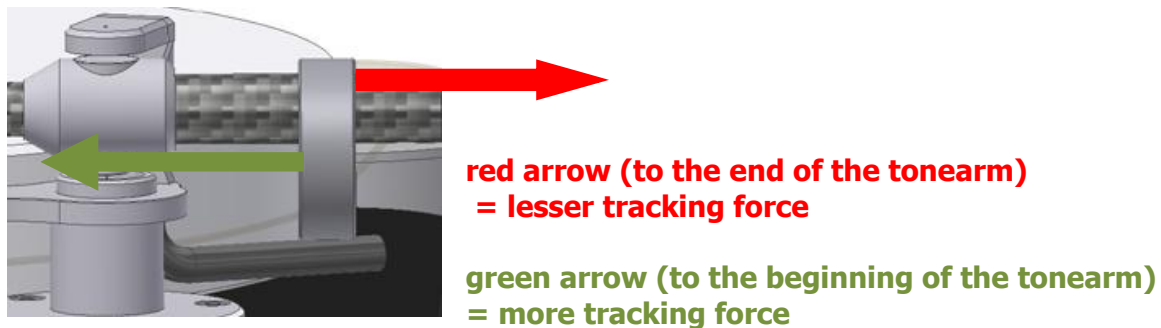 red arrow (to the end of the tonearm)
= lesser tracking force
green arrow (to the beginning of the tonearm)
= more tracking force